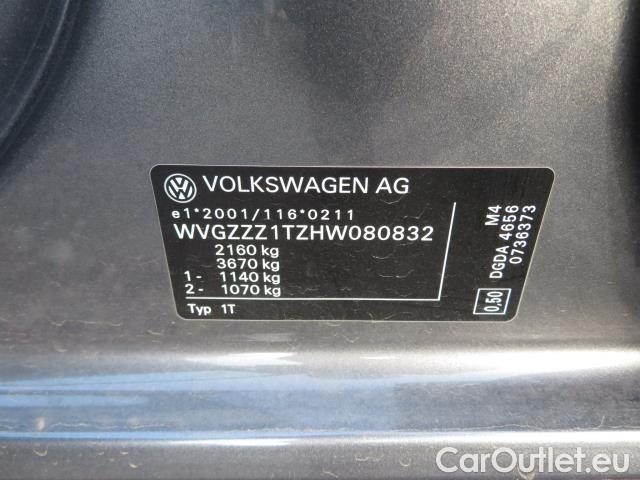 VOLKSWAGEN AG
e1*2001/116*0211
WVGZZZ1TZHW080832
2160 kg
3670 kg
1 - 1140 kg
2 - 1070 kg
Typ 1T
0,50
DGDA 4656 M4
0736373
CarOutlet.eu